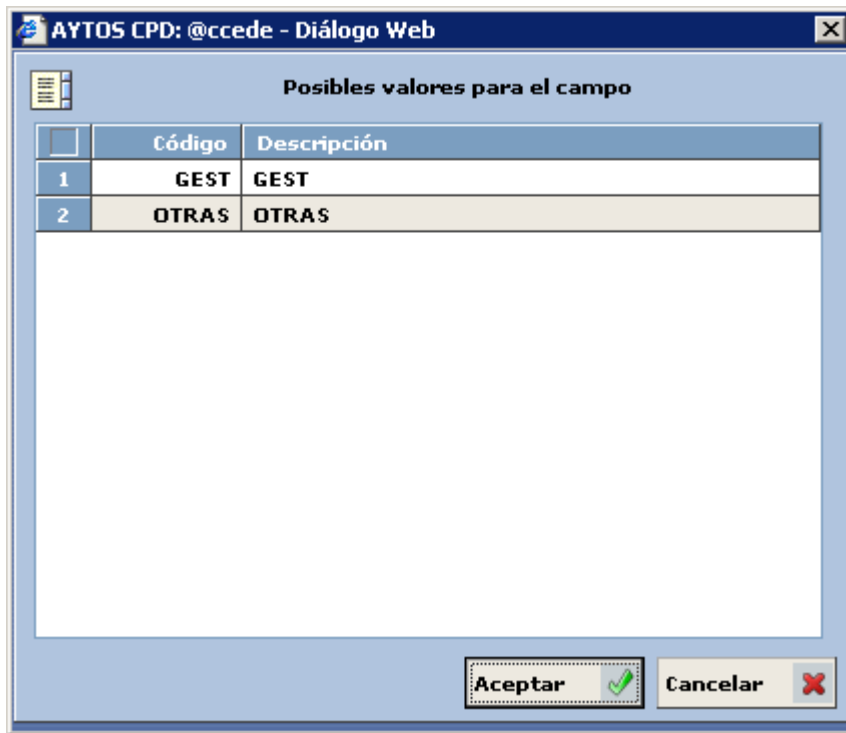 AYTOS CPD: @ccede - Diálogo Web
Posibles valores para el campo
Código Descripción
1 GEST GEST
2 OTRAS OTRAS
Aceptar Cancelar